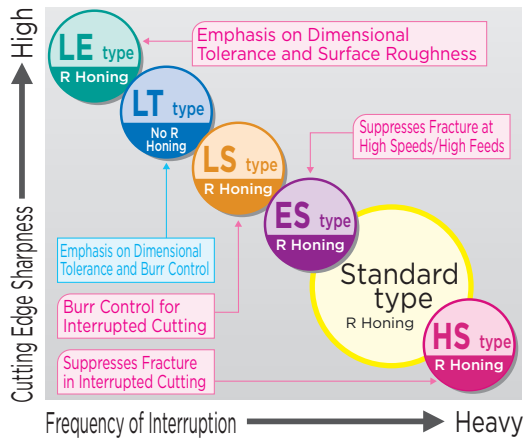 High
Cutting Edge Sharpness
LE type
R Honing
Emphasis on Dimensional
Tolerance and Surface Roughness
LT type
No R
Honing
Suppresses Fracture at
High Speeds/High Feeds
LS type
R Honing
ES type
R Honing
Emphasis on Dimensional
Tolerance and Burr Control
Standard
type
R Honing
Burr Control for
Interrupted Cutting
HS type
R Honing
Suppresses Fracture
in Interrupted Cutting
Frequency of Interruption
Heavy